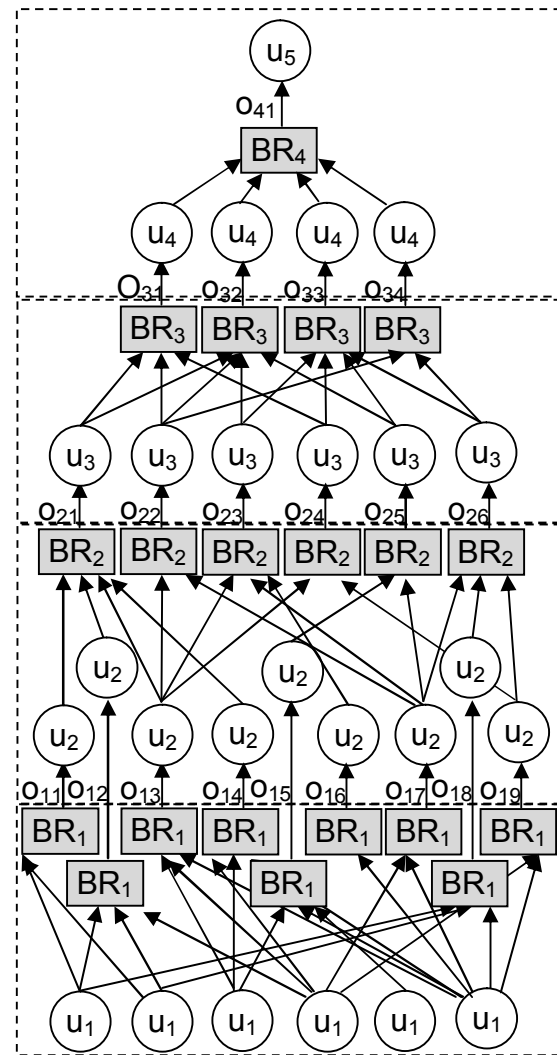 u₅
o₄₁
BR₄
u₄ u₄ u₄ u₄
O₃₁ o₃₂ o₃₃ o₃₄
BR₃ BR₃ BR₃ BR₃
u₃ u₃ u₃ u₃ u₃ u₃
o₂₁ o₂₂ o₂₃ o₂₄ o₂₅ o₂₆
BR₂ BR₂ BR₂ BR₂ BR₂ BR₂
u₂ u₂ u₂
u₂ u₂ u₂ u₂ u₂ u₂
o₁₁ o₁₂ o₁₃ o₁₄ o₁₅ o₁₆ o₁₇ o₁₈ o₁₉
BR₁ BR₁ BR₁ BR₁ BR₁ BR₁
BR₁ BR₁ BR₁
u₁ u₁ u₁ u₁ u₁ u₁